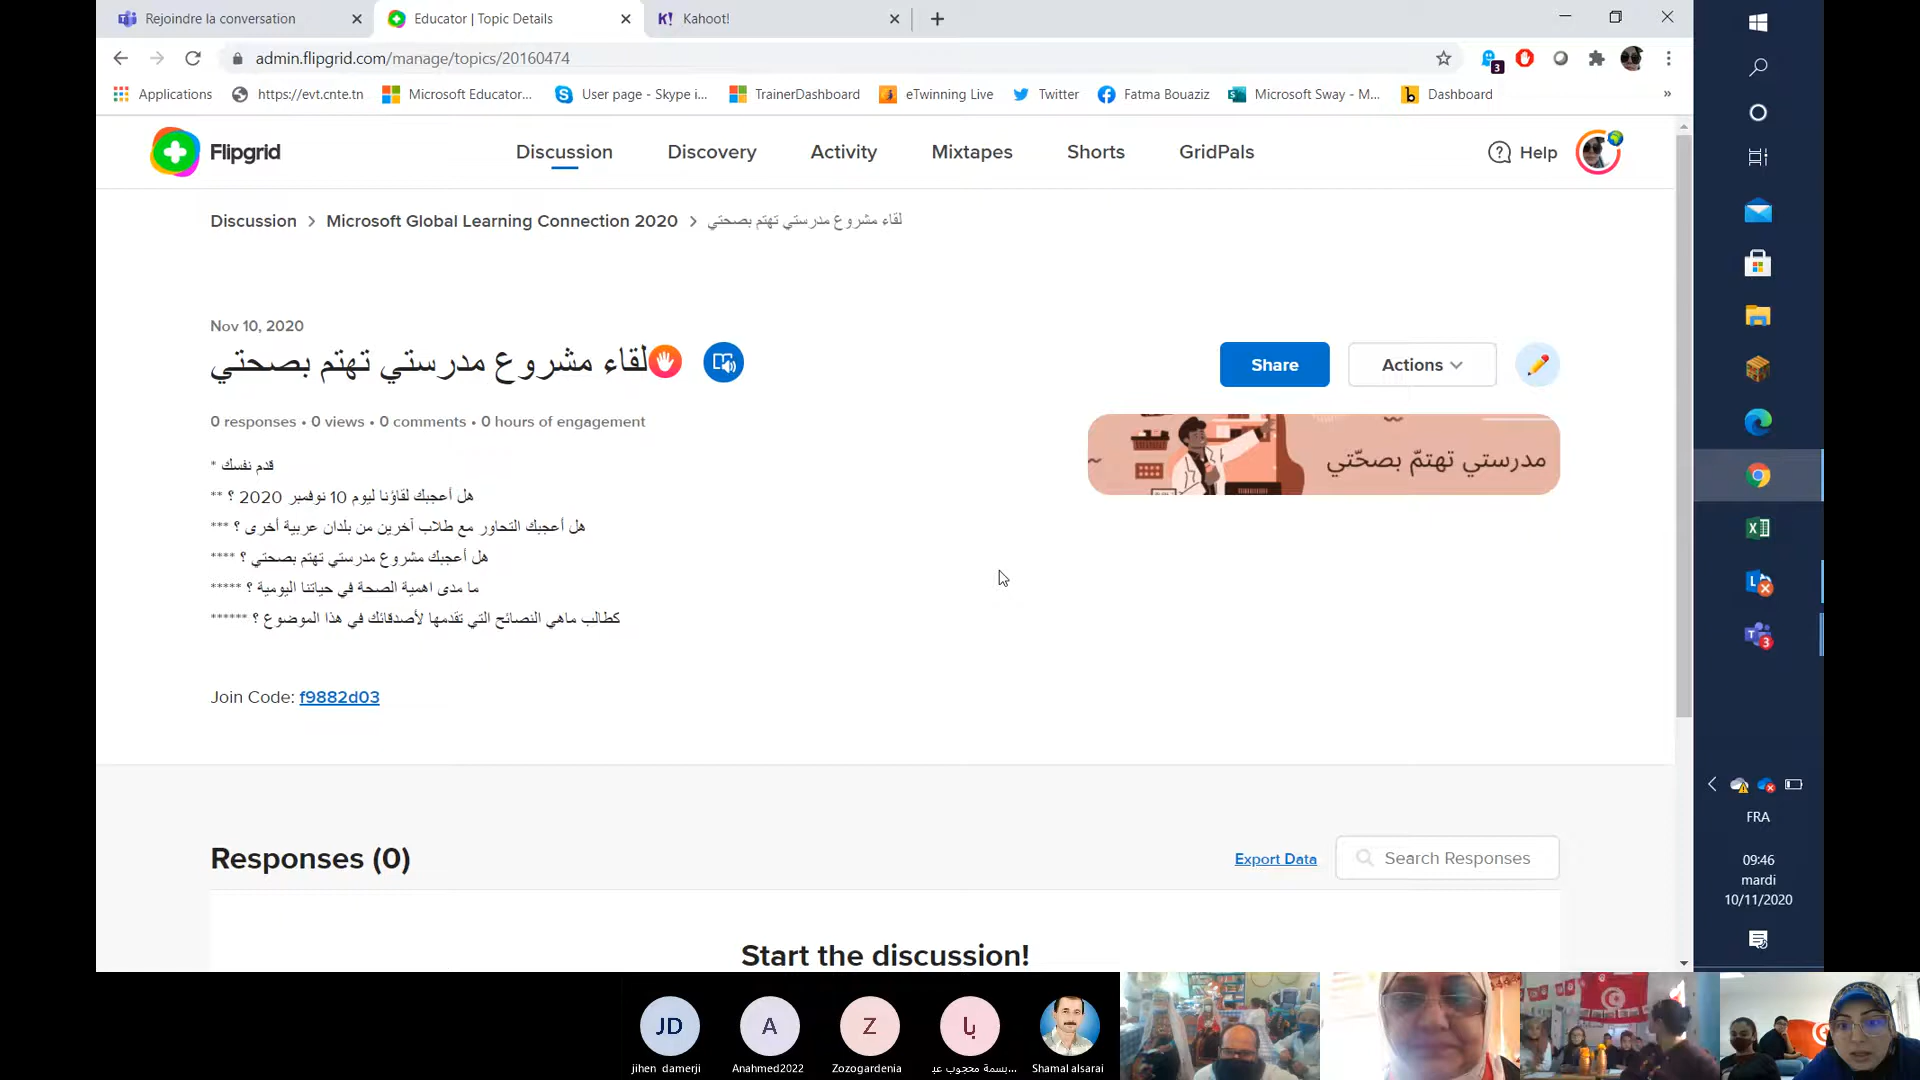 Rejoindre la conversation
Educator | Topic Details
K! Kahoot!
admin.flipgrid.com/manage/topics/20160474
3
Applications
https://evt.cnte.tn
Microsoft Educator...
User page - Skype i...
TrainerDashboard
eTwinning Live
Twitter
Fatma Bouaziz
Microsoft Sway - M...
Dashboard
»
Flipgrid
Discussion
Discovery
Activity
Mixtapes
Shorts
GridPals
Help
Discussion > Microsoft Global Learning Connection 2020 > لقاء مشروع مدرستي تهتم بصحتي
Nov 10, 2020
لقاء مشروع مدرستي تهتم بصحتي
Share
Actions
0 responses • 0 views • 0 comments • 0 hours of engagement
مدرستي تهتمّ بصحّتي
* قدم نفسك
** هل أعجبك لقاؤنا ليوم 10 نوفمبر 2020 ؟
*** هل أعجبك التحاور مع طلاب آخرين من بلدان عربية أخرى ؟
**** هل أعجبك مشروع مدرستي تهتم بصحتي ؟
***** ما مدى اهمية الصحة في حياتنا اليومية ؟
****** كطالب ماهي النصائح التي تقدمها لأصدقائك في هذا الموضوع ؟
Join Code: f9882d03
Responses (0)
Export Data
Search Responses
Start the discussion!
3
FRA
09:46
mardi
10/11/2020
JD
A
Z
با
jihen damerji
Anahmed2022
Zozogardenia
بسمة محجوب عبد...
Shamal alsarai